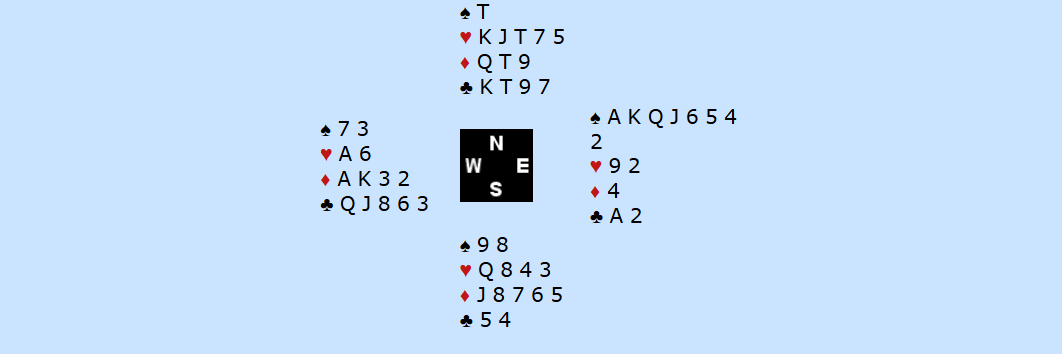 ♠ T
♥ K J T 7 5
♦ Q T 9
♣ K T 9 7
♠ 7 3
♥ A 6
♦ A K 3 2
♣ Q J 8 6 3
N
W E
S
♠ A K Q J 6 5 4
2
♥ 9 2
♦ 4
♣ A 2
♠ 9 8
♥ Q 8 4 3
♦ J 8 7 6 5
♣ 5 4